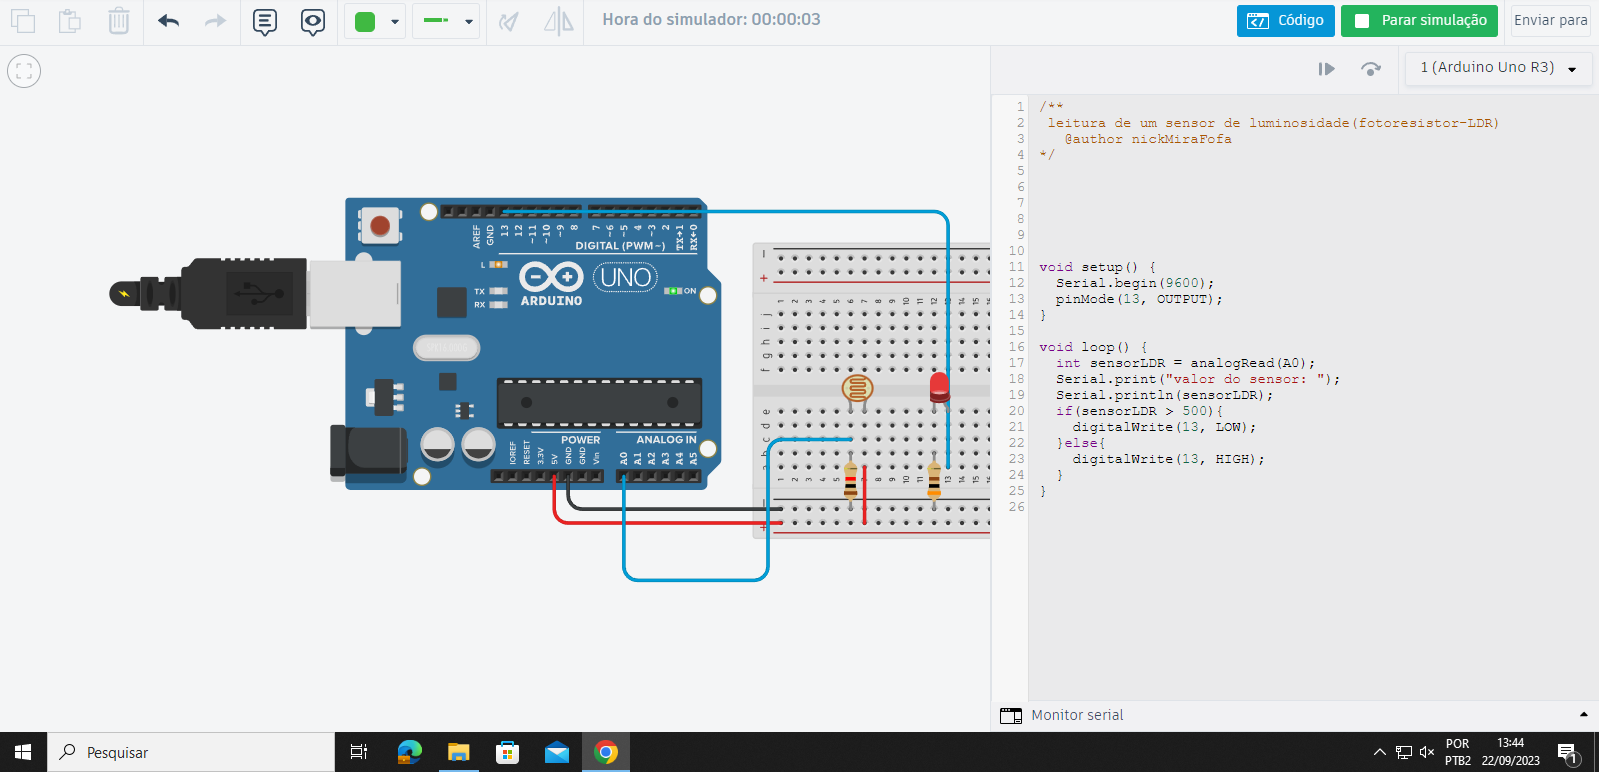 Hora do simulador: 00:00:03
Código
Parar simulação
Enviar para
1 (Arduino Uno R3)
AREF
GND
13
12
~11
~10
~9
8
7
~6
~5
4
~3
2
TX→1
RX←0
DIGITAL (PWM~)
L
TX
RX
ARDUINO
UNO
ON
POWER
ANALOG IN
IOREF
RESET
3.3V
5V
GND
GND
Vin
A0
A1
A2
A3
A4
A5
1 /**
2 leitura de um sensor de luminosidade(fotoresistor-LDR)
3 @author nickMiraFofa
4 */
5
6
7
8
9
10
11 void setup() {
12 Serial.begin(9600);
13 pinMode(13, OUTPUT);
14 }
15
16 void loop() {
17 int sensorLDR = analogRead(A0);
18 Serial.print("valor do sensor: ");
19 Serial.println(sensorLDR);
20 if(sensorLDR > 500){
21 digitalWrite(13, LOW);
22 }else{
23 digitalWrite(13, HIGH);
24 }
25 }
26
Monitor serial
Pesquisar
POR
PTB2
13:44
22/09/2023
1